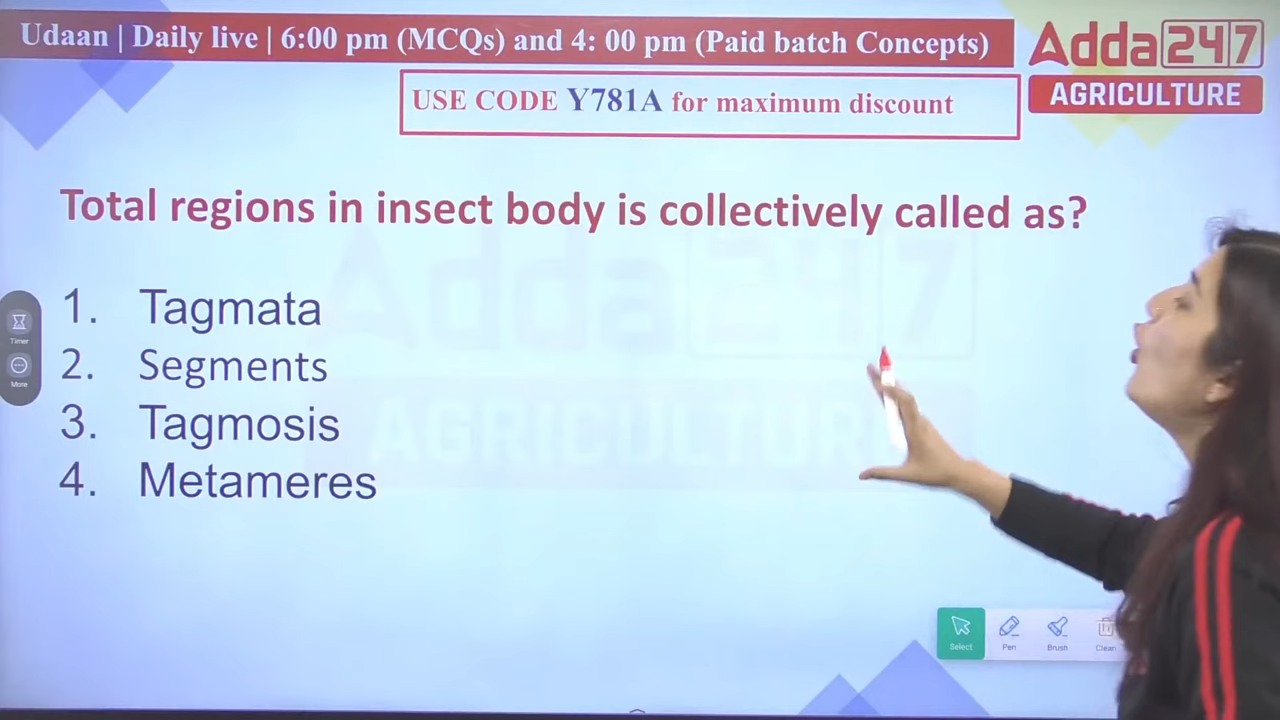 Udaan | Daily live | 6:00 pm (MCQs) and 4: 00 pm (Paid batch Concepts)
Adda247
AGRICULTURE
USE CODE Y781A for maximum discount
Total regions in insect body is collectively called as?
1. Tagmata
2. Segments
3. Tagmosis
4. Metameres
Adda247
AGRICULTURE
Timer
More
Select
Pen
Brush
Clean